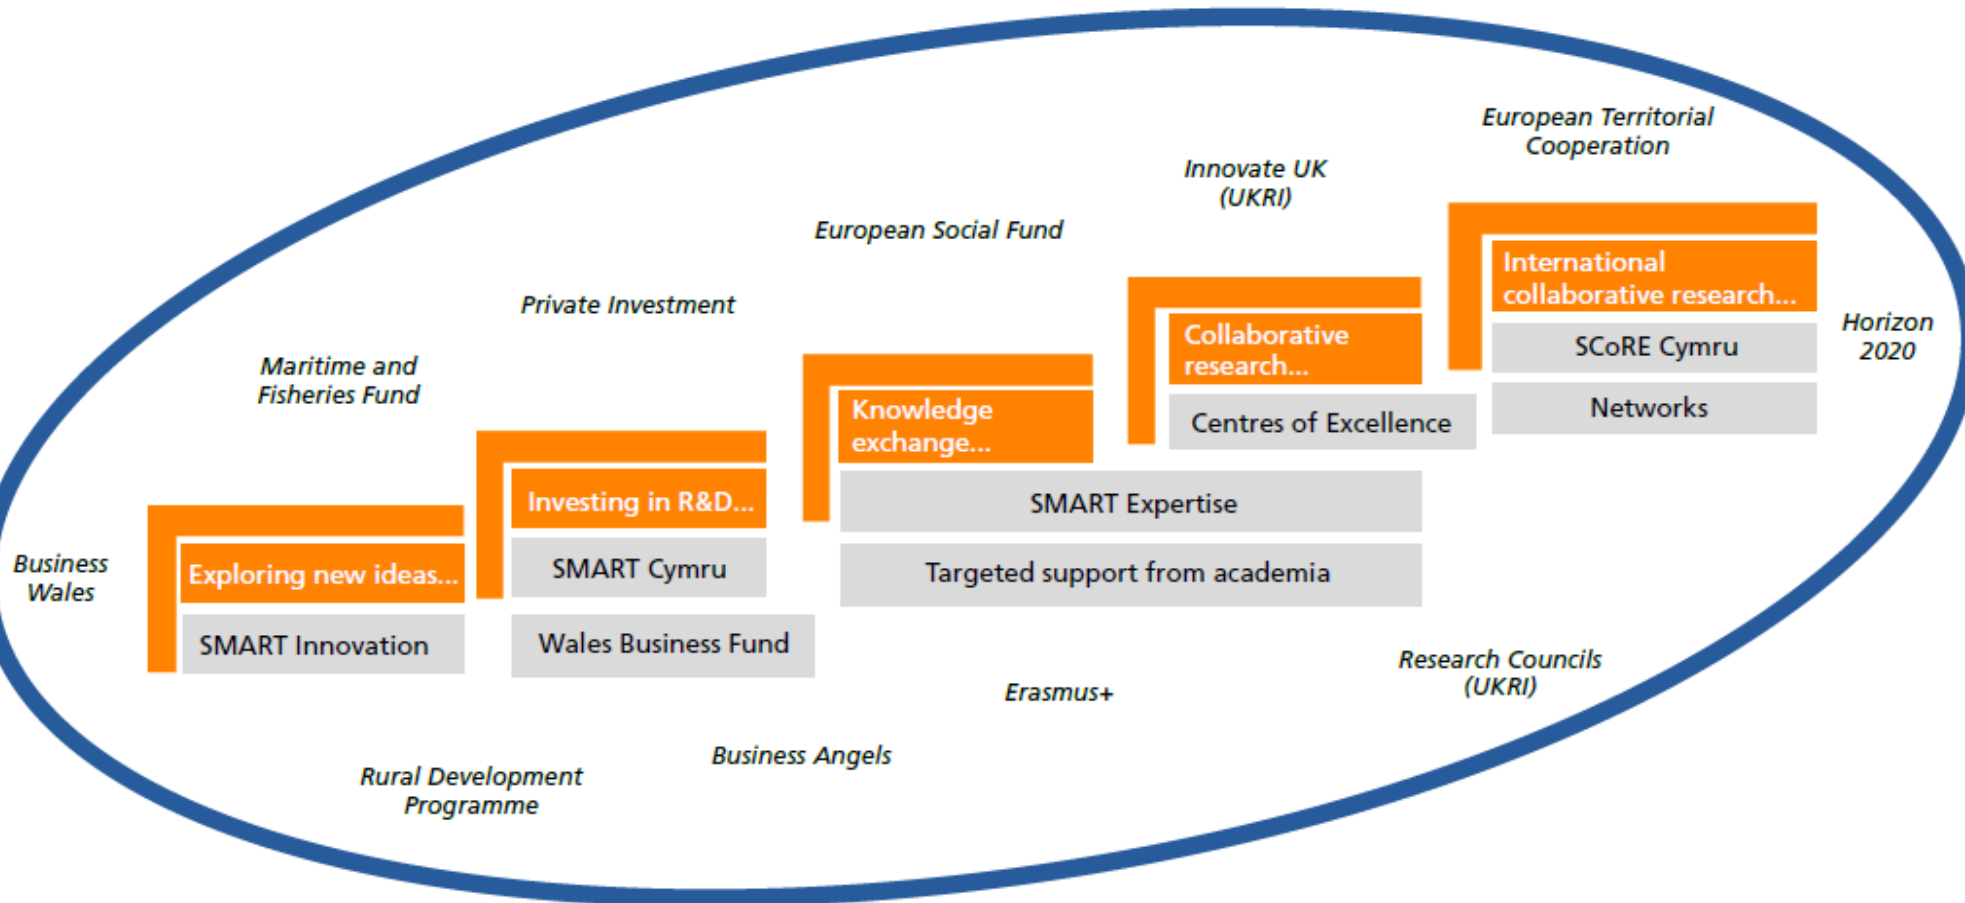 European Territorial
Cooperation
Innovate UK
(UKRI)
European Social Fund
Private Investment
Maritime and
Fisheries Fund
Business
Wales
Exploring new ideas...
SMART Innovation
Investing in R&D...
SMART Cymru
Wales Business Fund
Knowledge
exchange...
SMART Expertise
Targeted support from academia
Collaborative
research...
Centres of Excellence
International
collaborative research...
SCoRE Cymru
Networks
Horizon
2020
Research Councils
(UKRI)
Erasmus+
Business Angels
Rural Development
Programme